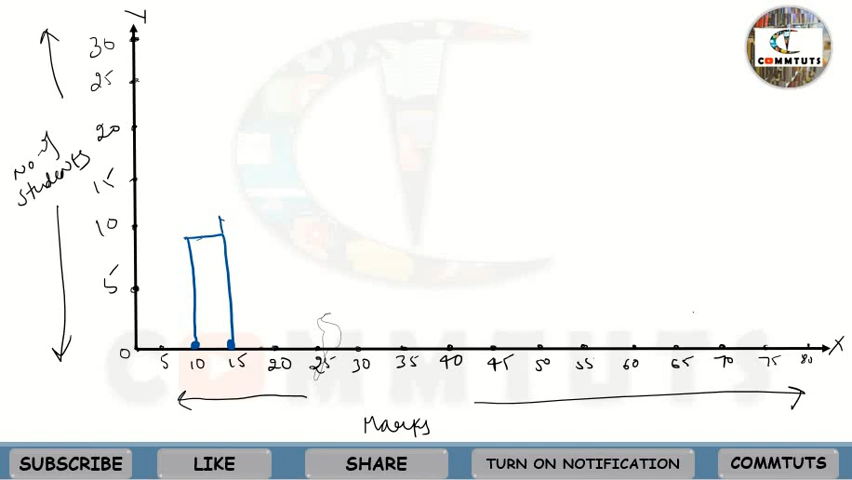 Y
30
25
20
15
10
5
0
No of
students
5 10 15 20 25 30 35 40 45 50 55 60 65 70 75 80
X
Marks
COMMTUTS
COMMTUTS
SUBSCRIBE LIKE SHARE TURN ON NOTIFICATION COMMTUTS